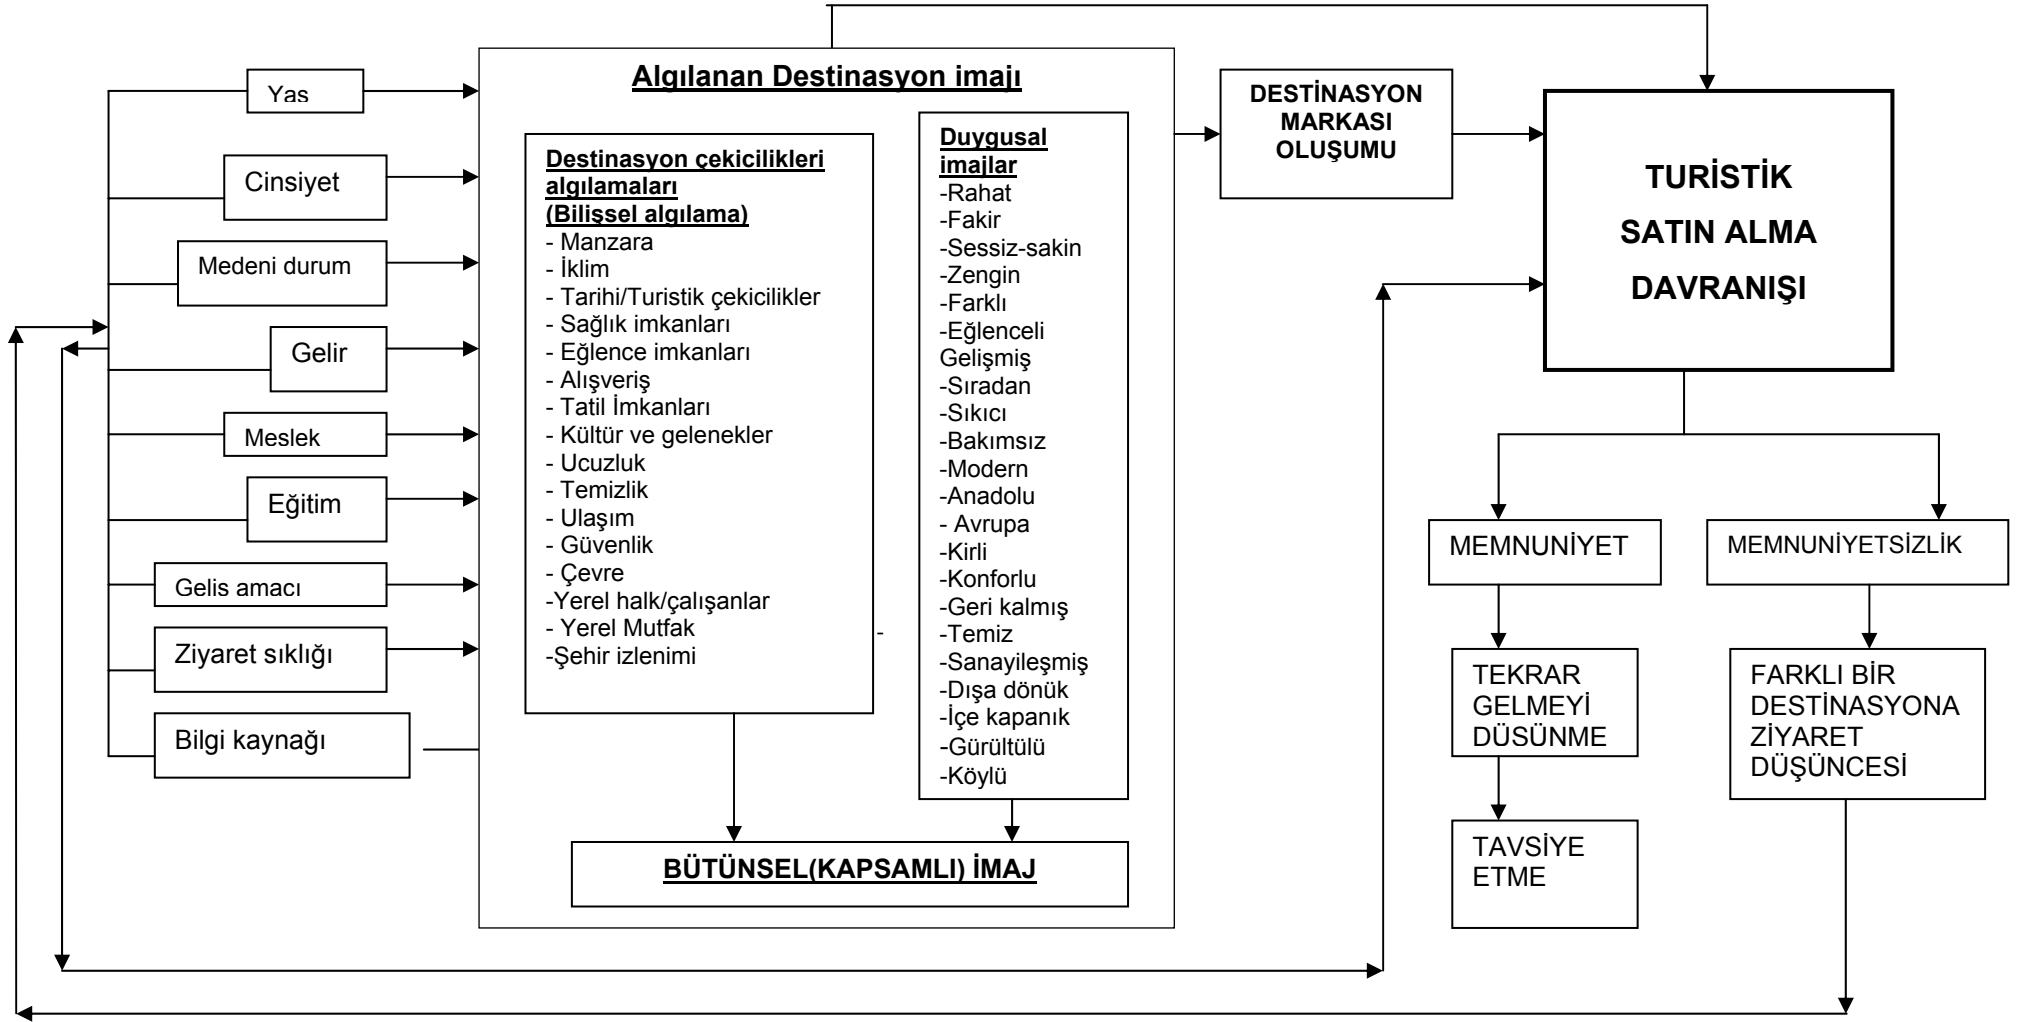 Yaş
Cinsiyet
Medeni durum
Gelir
Meslek
Eğitim
Gelis amacı
Ziyaret sıklığı
Bilgi kaynağı
Algılanan Destinasyon imajı
Destinasyon çekicilikleri
algılamaları
(Bilişsel algılama)
- Manzara
- İklim
- Tarihi/Turistik çekicilikler
- Sağlık imkanları
- Eğlence imkanları
- Alışveriş
- Tatil İmkanları
- Kültür ve gelenekler
- Ucuzluk
- Temizlik
- Ulaşım
- Güvenlik
- Çevre
-Yerel halk/çalışanlar
- Yerel Mutfak
-Şehir izlenimi
-
Duygusal
imajlar
-Rahat
-Fakir
-Sessiz-sakin
-Zengin
-Farklı
-Eğlenceli
Gelişmiş
-Sıradan
-Sıkıcı
-Bakımsız
-Modern
-Anadolu
- Avrupa
-Kirli
-Konforlu
-Geri kalmış
-Temiz
-Sanayileşmiş
-Dışa dönük
-İçe kapanık
-Gürültülü
-Köylü
BÜTÜNSEL(KAPSAMLI) İMAJ
DESTİNASYON
MARKASI
OLUŞUMU
TURİSTİK
SATIN ALMA
DAVRANIŞI
MEMNUNİYET
MEMNUNİYETSİZLİK
TEKRAR
GELMEYİ
DÜSÜNME
FARKLI BİR
DESTİNASYONA
ZİYARET
DÜŞÜNCESİ
TAVSİYE
ETME